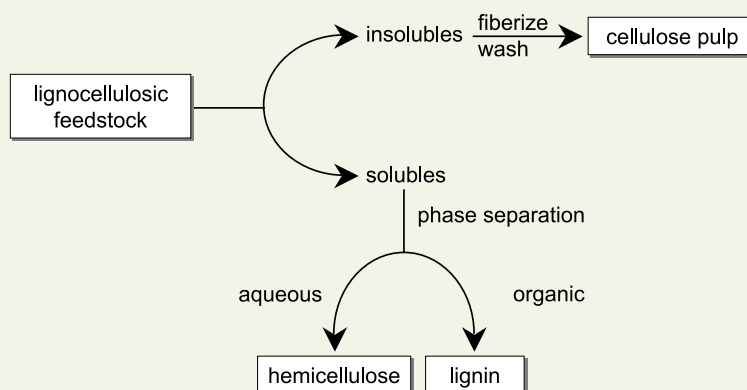 insolubles
fiberize
wash
cellulose pulp
lignocellulosic
feedstock
solubles
phase separation
aqueous
organic
hemicellulose
lignin